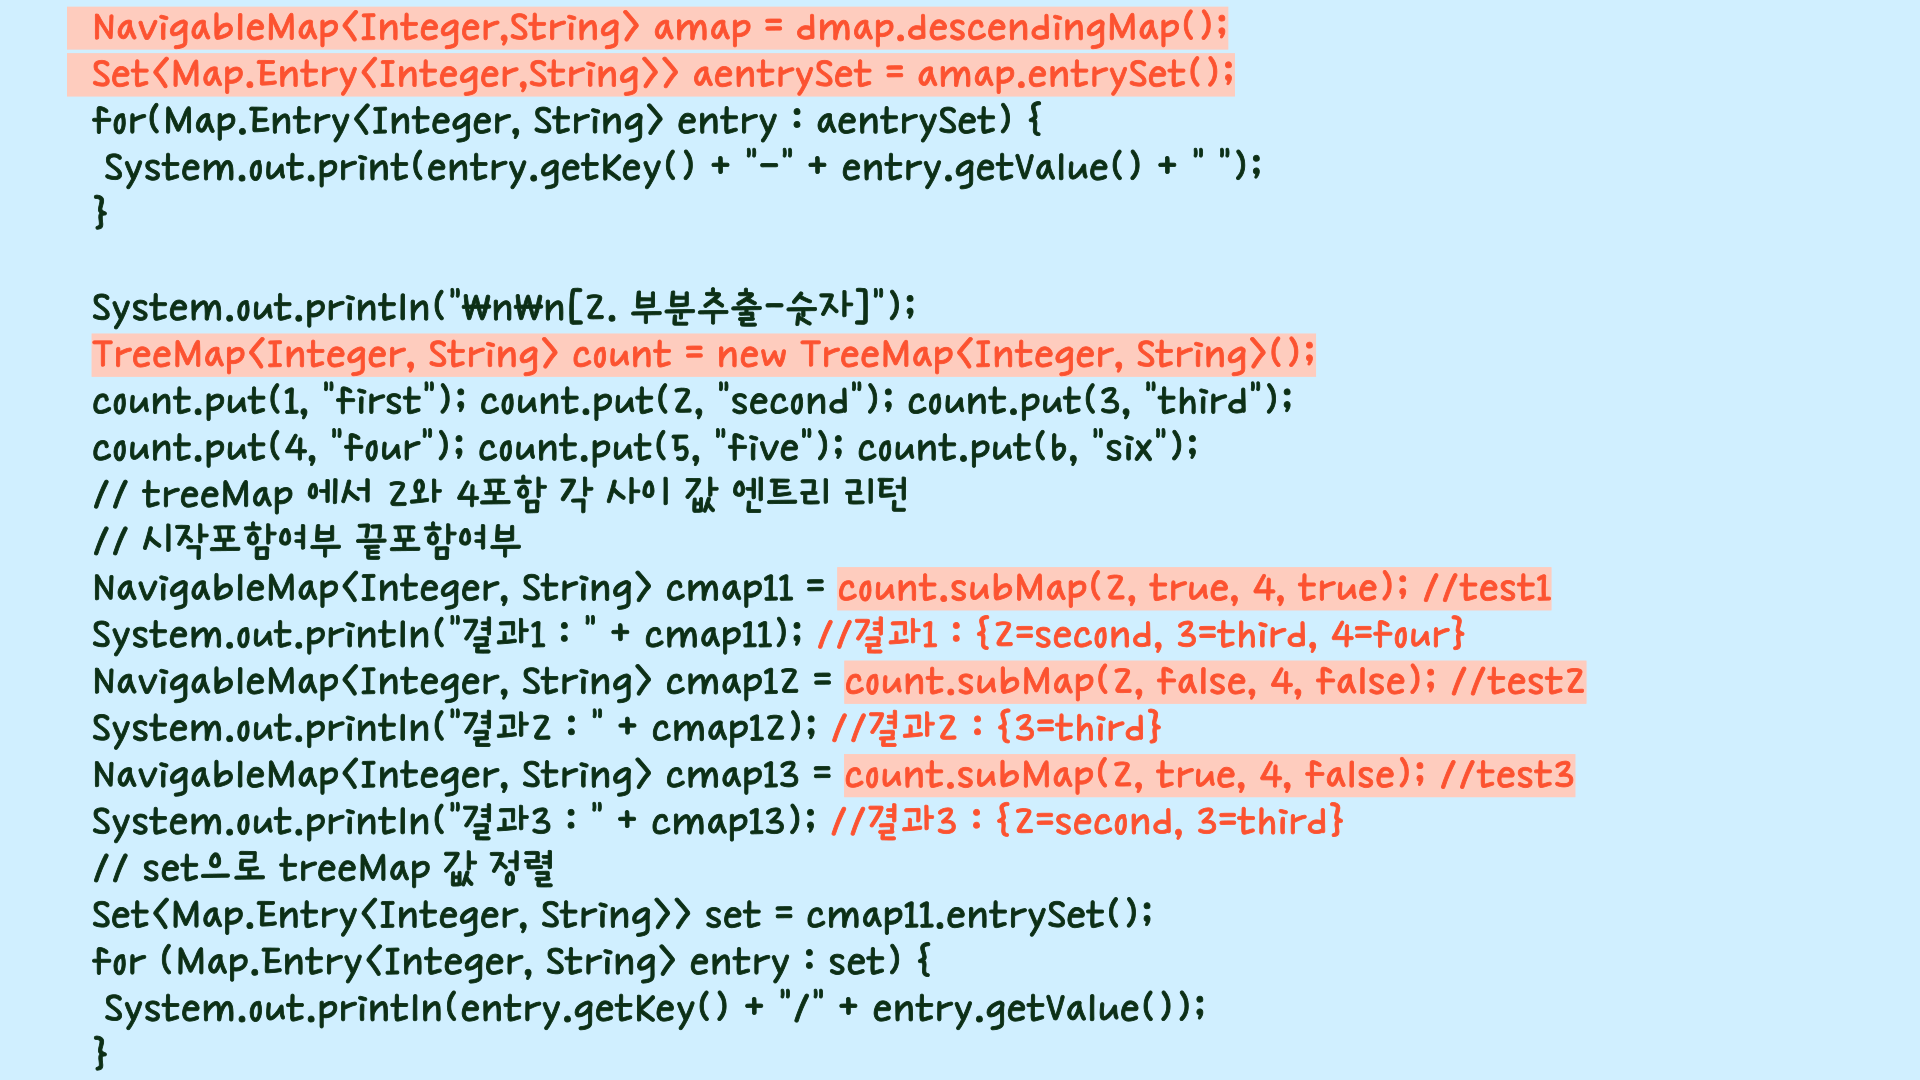 NavigableMap<Integer,String> amap = dmap.descendingMap();
Set<Map.Entry<Integer,String>> aentrySet = amap.entrySet();
for(Map.Entry<Integer, String> entry : aentrySet) {
System.out.print(entry.getKey() + "-" + entry.getValue() + " ");
}
System.out.println("₩n₩n[2. 부분추출-숫자]");
TreeMap<Integer, String> count = new TreeMap<Integer, String>();
count.put(1, "first"); count.put(2, "second"); count.put(3, "third");
count.put(4, "four"); count.put(5, "five"); count.put(6, "six");
// treeMap 에서 2와 4포함 각 사이 값 엔트리 리턴
// 시작포함여부 끝포함여부
NavigableMap<Integer, String> cmap11 = count.subMap(2, true, 4, true); //test1
System.out.println("결과1 : " + cmap11); //결과1 : {2=second, 3=third, 4=four}
NavigableMap<Integer, String> cmap12 = count.subMap(2, false, 4, false); //test2
System.out.println("결과2 : " + cmap12); //결과2 : {3=third}
NavigableMap<Integer, String> cmap13 = count.subMap(2, true, 4, false); //test3
System.out.println("결과3 : " + cmap13); //결과3 : {2=second, 3=third}
// set으로 treeMap 값 정렬
Set<Map.Entry<Integer, String>> set = cmap11.entrySet();
for (Map.Entry<Integer, String> entry : set) {
System.out.println(entry.getKey() + "/" + entry.getValue());
}